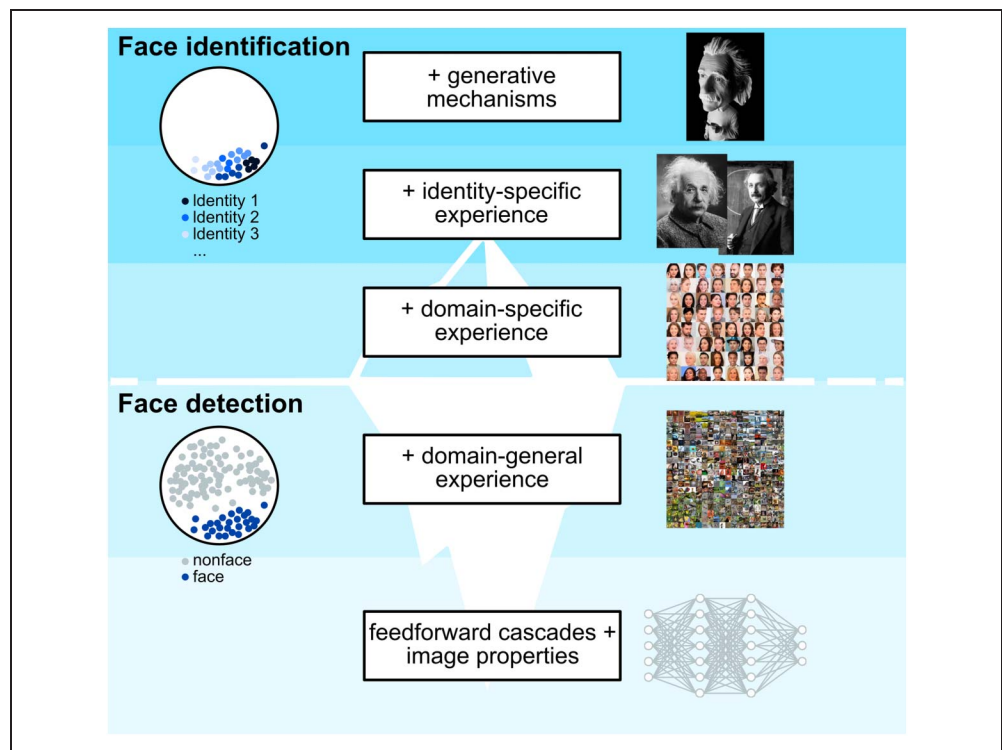 Face identification
+ generative
mechanisms
Identity 1
Identity 2
Identity 3
...
+ identity-specific
experience
+ domain-specific
experience
Face detection
+ domain-general
experience
nonface
face
feedforward cascades +
image properties